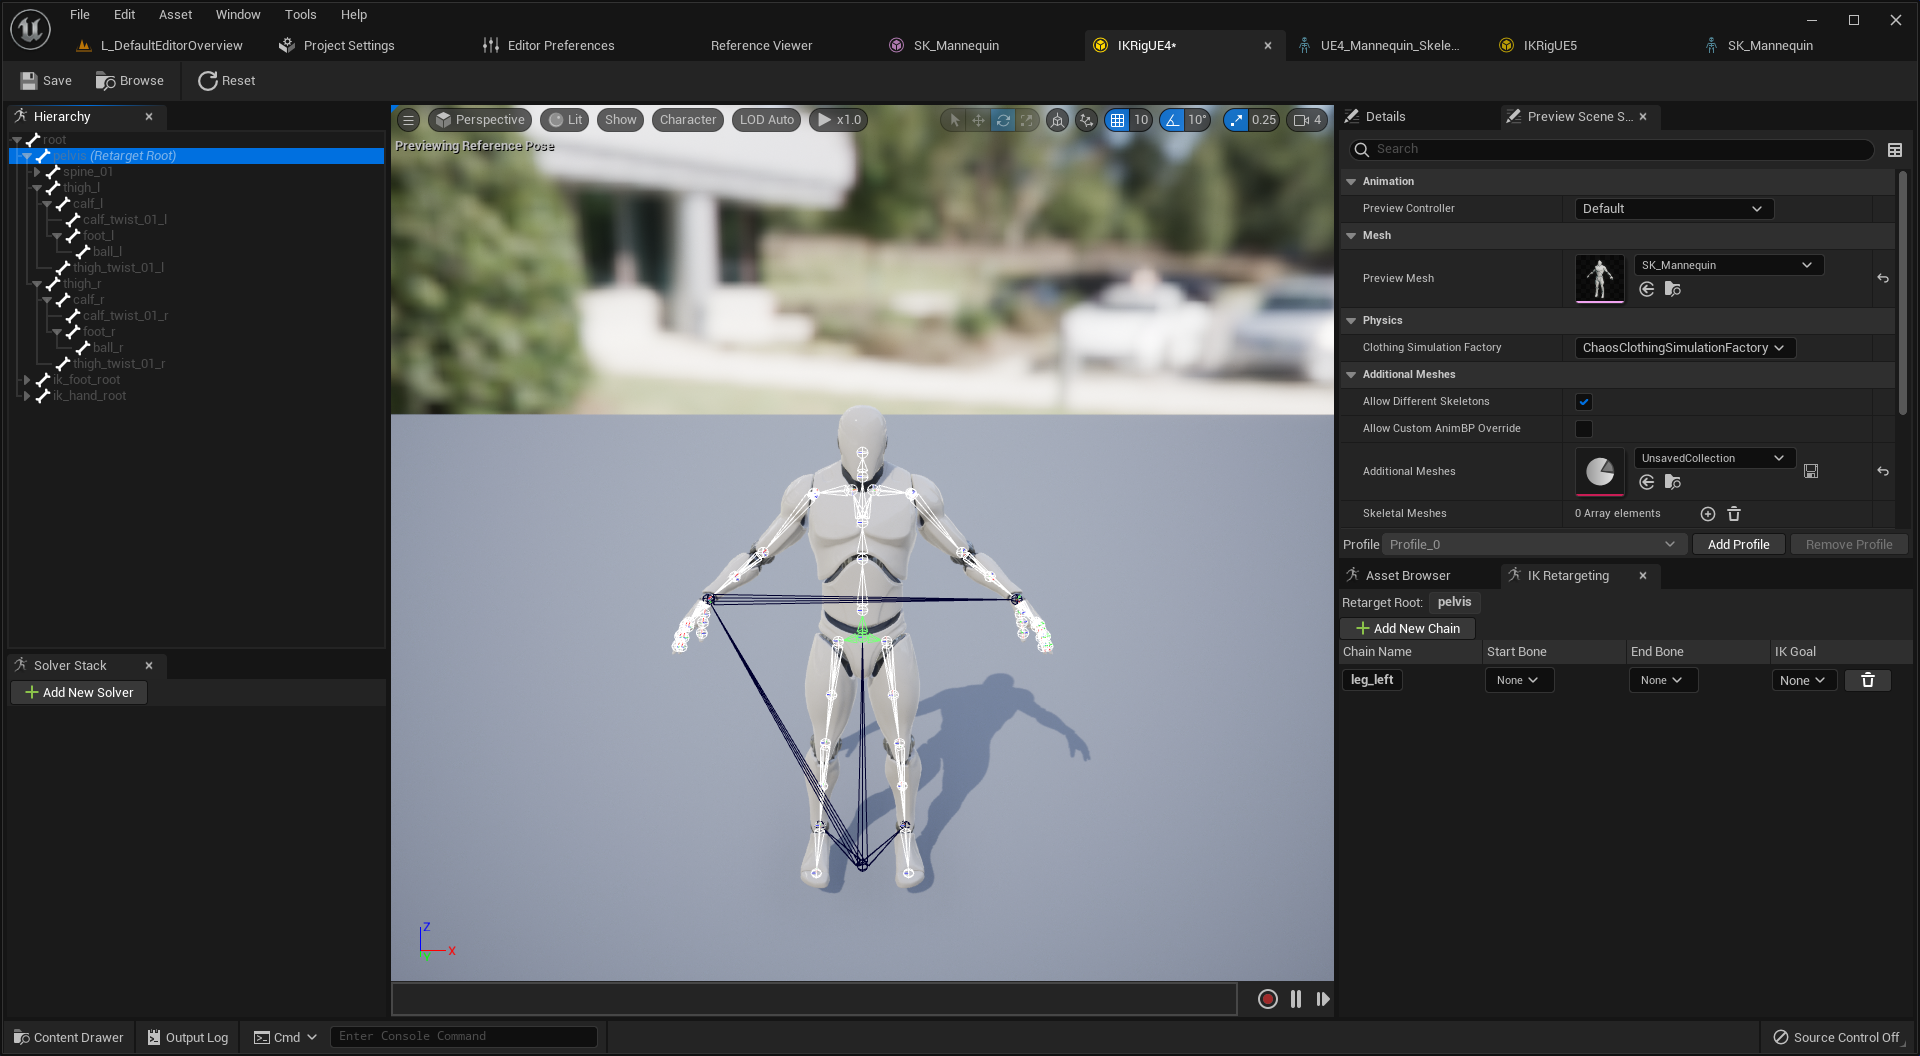 File Edit Asset Window Tools Help
L_DefaultEditorOverview Project Settings Editor Preferences Reference Viewer SK_Mannequin IKRigUE4* UE4_Mannequin_Skele... IKRigUE5 SK_Mannequin
Save Browse Reset
Hierarchy
root
pelvis (Retarget Root)
spine_01
thigh_l
calf_l
calf_twist_01_l
foot_l
ball_l
thigh_twist_01_l
thigh_r
calf_r
calf_twist_01_r
foot_r
ball_r
thigh_twist_01_r
ik_foot_root
ik_hand_root
Solver Stack
Add New Solver
Perspective Lit Show Character LOD Auto x1.0 10 10° 0.25 4
Previewing Reference Pose
Z
X
Y
Details Preview Scene S...
Search
Animation
Preview Controller Default
Mesh
Preview Mesh SK_Mannequin
Physics
Clothing Simulation Factory ChaosClothingSimulationFactory
Additional Meshes
Allow Different Skeletons
Allow Custom AnimBP Override
Additional Meshes UnsavedCollection
Skeletal Meshes 0 Array elements
Profile Profile_0 Add Profile Remove Profile
Asset Browser IK Retargeting
Retarget Root: pelvis
Add New Chain
Chain Name Start Bone End Bone IK Goal
leg_left None None None
Content Drawer Output Log Cmd Enter Console Command Source Control Off